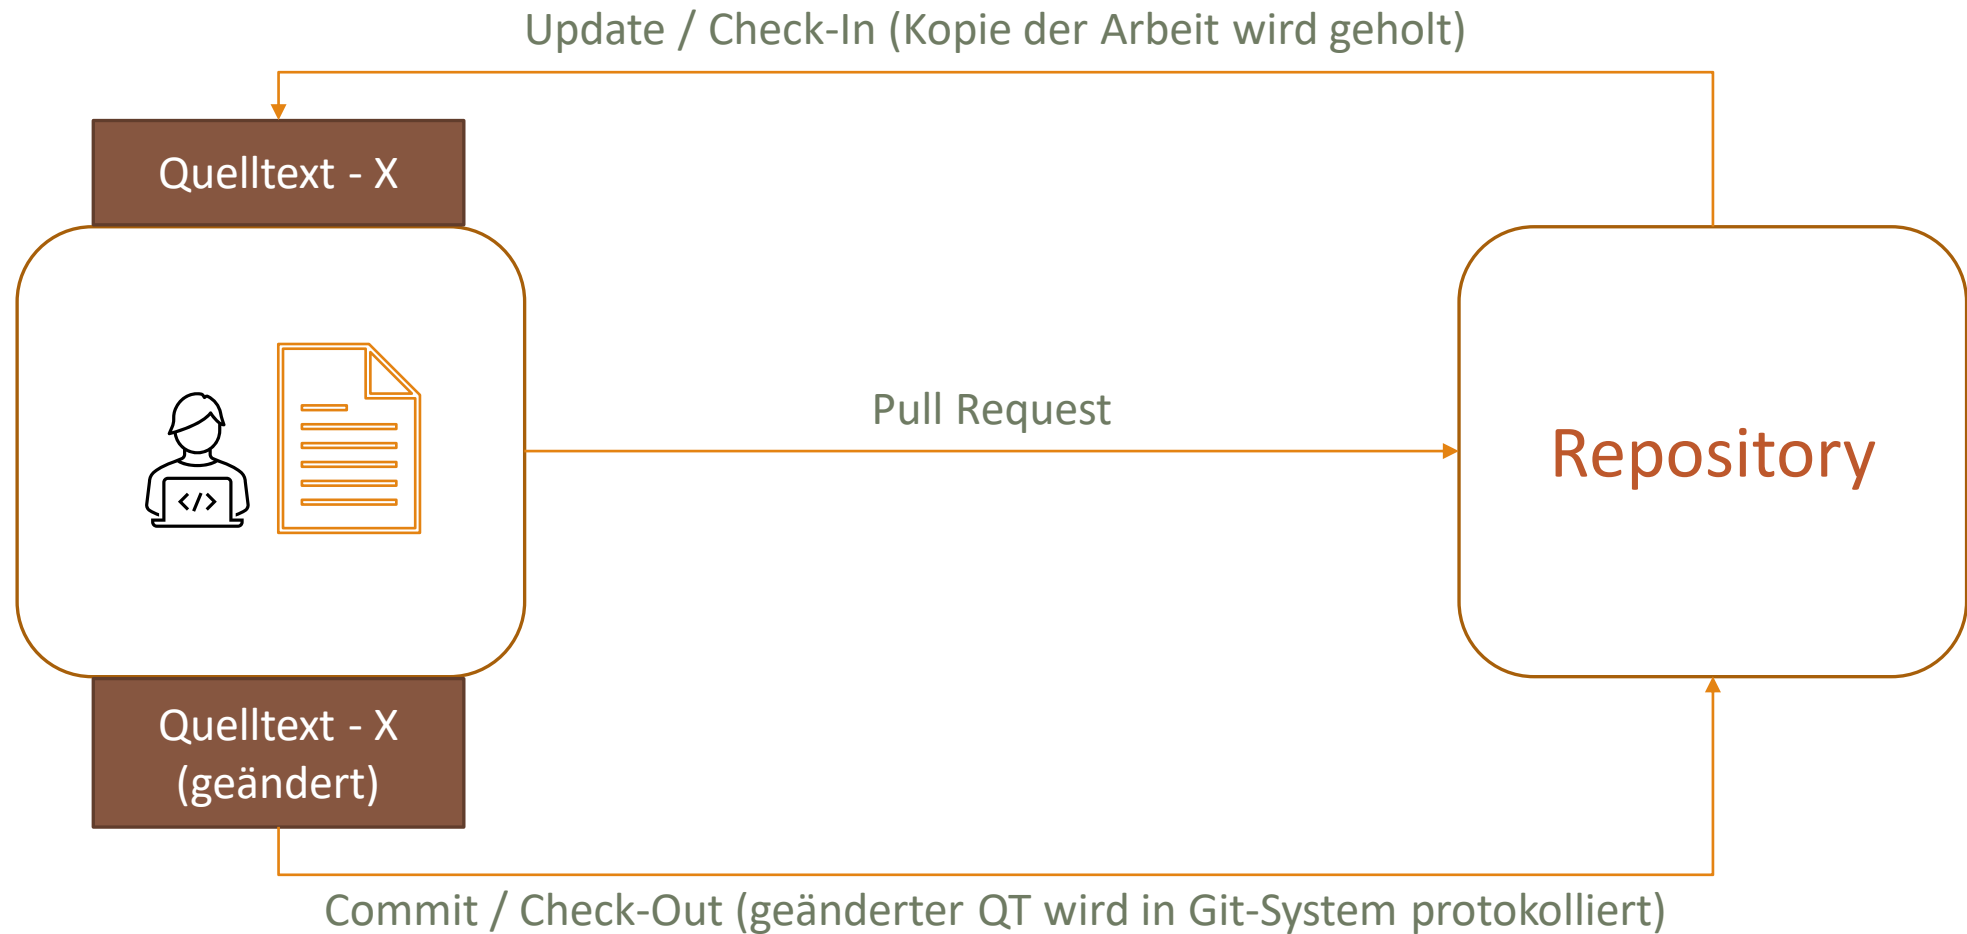 Update / Check-In (Kopie der Arbeit wird geholt)
Quelltext - X
</>
Pull Request
Repository
Quelltext - X
(geändert)
Commit / Check-Out (geänderter QT wird in Git-System protokolliert)